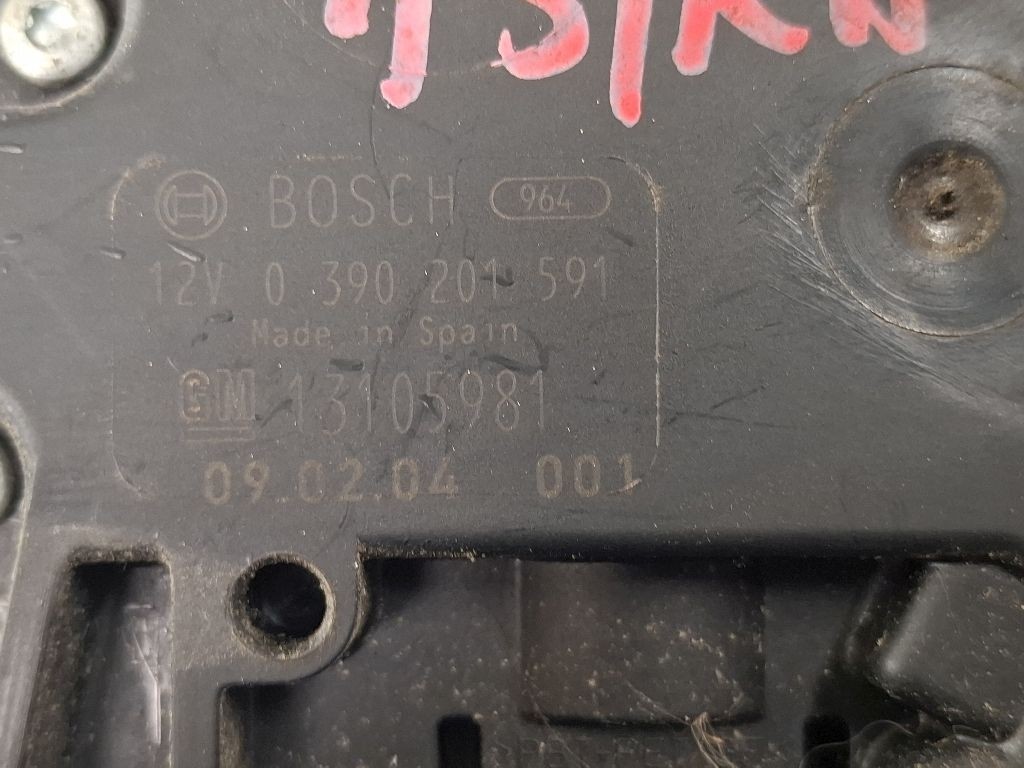 BOSCH 964
12V 0 390 201 591
Made in Spain
GM 13105981
09.02.04 001